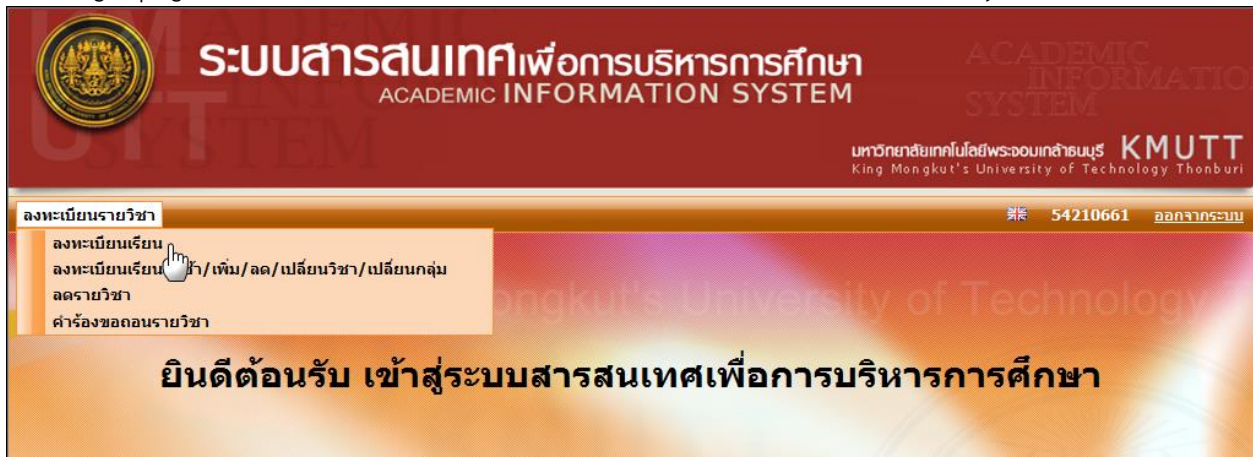 ระบบสารสนเทศเพื่อการบริหารการศึกษา
ACADEMIC INFORMATION SYSTEM
ACADEMIC
INFORMATIO
SYSTEM
มหาวิทยาลัยเทคโนโลยีพระจอมเกล้าธนบุรี KMUTT
King Mongkut's University of Technology Thonburi
ลงทะเบียนรายวิชา
54210661 ออกจากระบบ
ลงทะเบียนเรียน
ลงทะเบียนเรียน /เพิ่ม/ลด/เปลี่ยนวิชา/เปลี่ยนกลุ่ม
ลดรายวิชา
คำร้องขอถอนรายวิชา
ongkut's University of Technology
ยินดีต้อนรับ เข้าสู่ระบบสารสนเทศเพื่อการบริหารการศึกษา